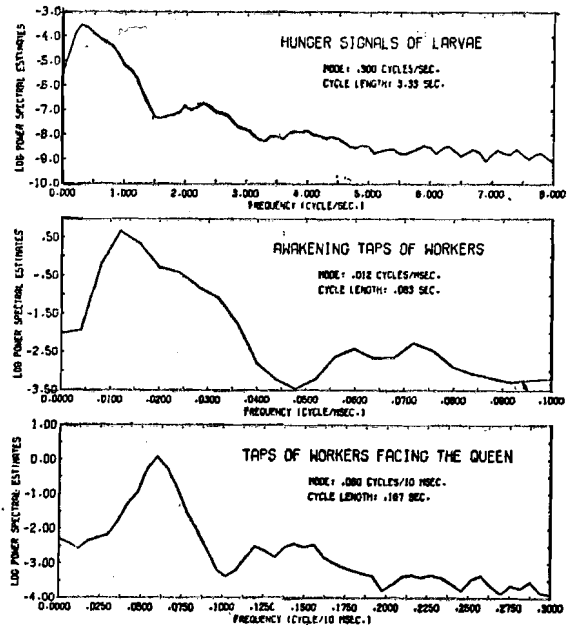 HUNGER SIGNALS OF LARVAE
MODE: .300 CYCLES/SEC.
CYCLE LENGTH: 3.33 SEC.
LOG POWER SPECTRAL ESTIMATES
-3.0
-4.0
-5.0
-6.0
-7.0
-8.0
-9.0
-10.0
0.000 1.000 2.000 3.000 4.000 5.000 6.000 7.000 8.000
FREQUENCY (CYCLE/SEC.)
AWAKENING TAPS OF WORKERS
MODE: .012 CYCLES/MSEC.
CYCLE LENGTH: .083 SEC.
LOG POWER SPECTRAL ESTIMATES
.50
-.50
-1.50
-2.50
-3.50
0.0000 .0100 .0200 .0300 .0400 .0500 .0600 .0700 .0800 .0900 .1000
FREQUENCY (CYCLE/MSEC.)
TAPS OF WORKERS FACING THE QUEEN
MODE: .060 CYCLES/10 MSEC.
CYCLE LENGTH: .167 SEC.
LOG POWER SPECTRAL ESTIMATES
1.00
0.00
-1.00
-2.00
-3.00
-4.00
0.0000 .0250 .0500 .0750 .1000 .1250 .1500 .1750 .2000 .2250 .2500 .2750 .3000
FREQUENCY (CYCLE/10 MSEC.)